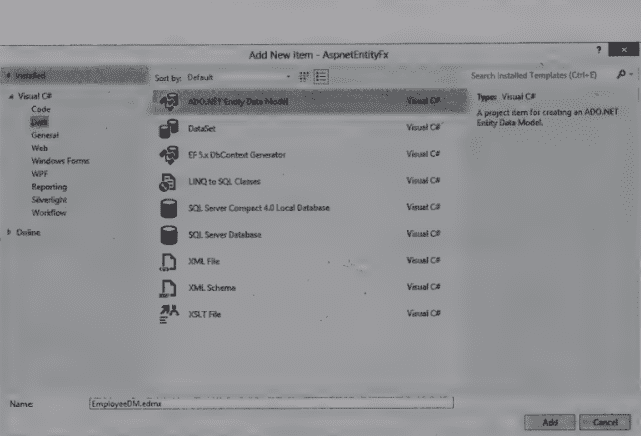 Add New Item - AspnetEntityFx
? x
Installed
Sort by: Default
Search Installed Templates (Ctrl+E)
Visual C#
Code
Data
General
Web
Windows Forms
WPF
Reporting
Silverlight
Workflow
Online
ADO.NET Entity Data Model Visual C#
DataSet Visual C#
EF 5.x DbContext Generator Visual C#
LINQ to SQL Classes Visual C#
SQL Server Compact 4.0 Local Database Visual C#
SQL Server Database Visual C#
XML File Visual C#
XML Schema Visual C#
XSLT File Visual C#
Type: Visual C#
A project item for creating an ADO.NET
Entity Data Model.
Name: EmployeeDM.edmx
Add Cancel